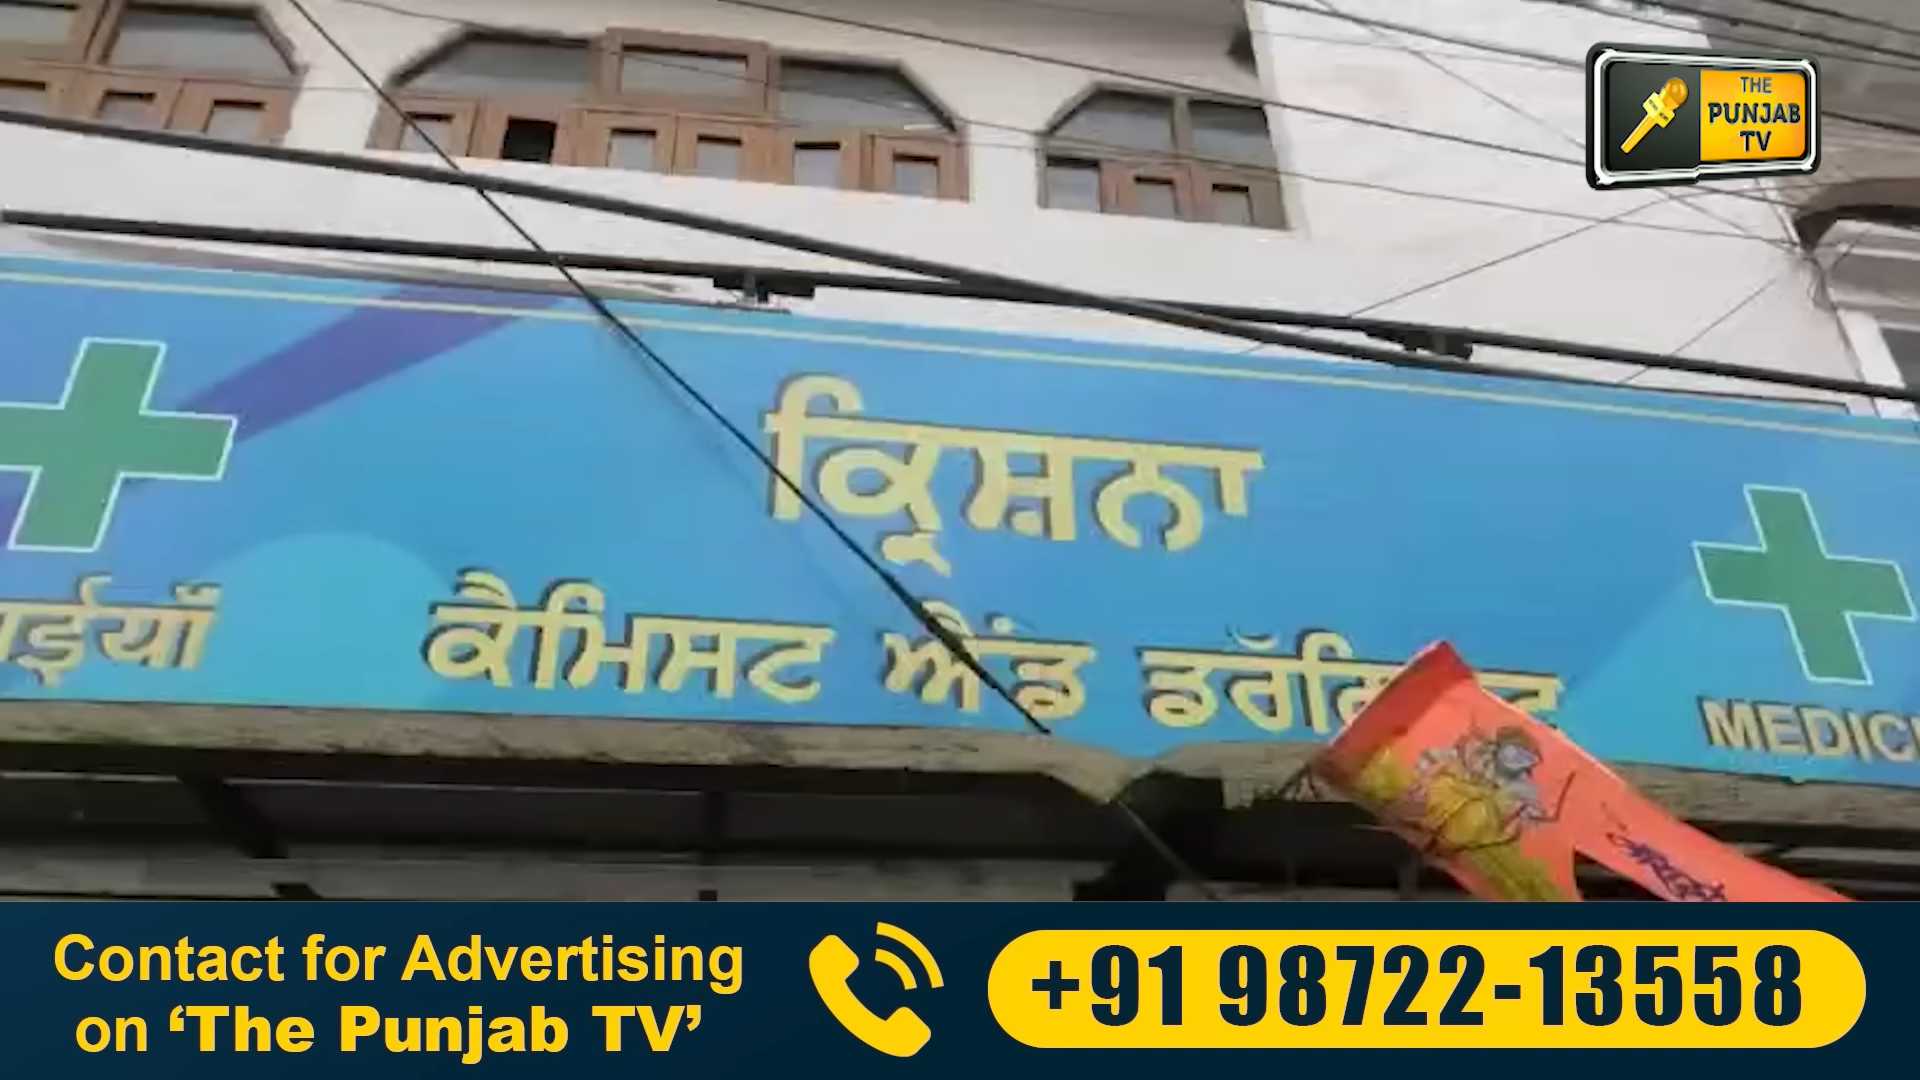 THE
PUNJAB
TV
ਕ੍ਰਿਸ਼ਨਾ
ਕੈਮਿਸਟ ਐਂਡ
Contact for Advertising
on ‘The Punjab TV’
+91 98722-13558